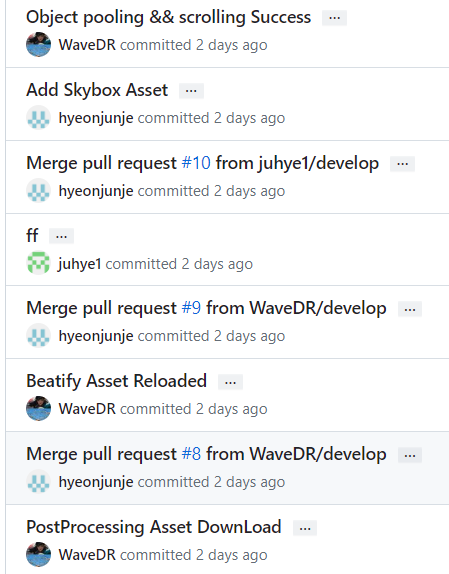 Object pooling && scrolling Success ...
WaveDR committed 2 days ago
Add Skybox Asset ...
hyeonjunje committed 2 days ago
Merge pull request #10 from juhye1/develop ...
hyeonjunje committed 2 days ago
ff ...
juhye1 committed 2 days ago
Merge pull request #9 from WaveDR/develop ...
hyeonjunje committed 2 days ago
Beatify Asset Reloaded ...
WaveDR committed 2 days ago
Merge pull request #8 from WaveDR/develop ...
hyeonjunje committed 2 days ago
PostProcessing Asset DownLoad ...
WaveDR committed 2 days ago